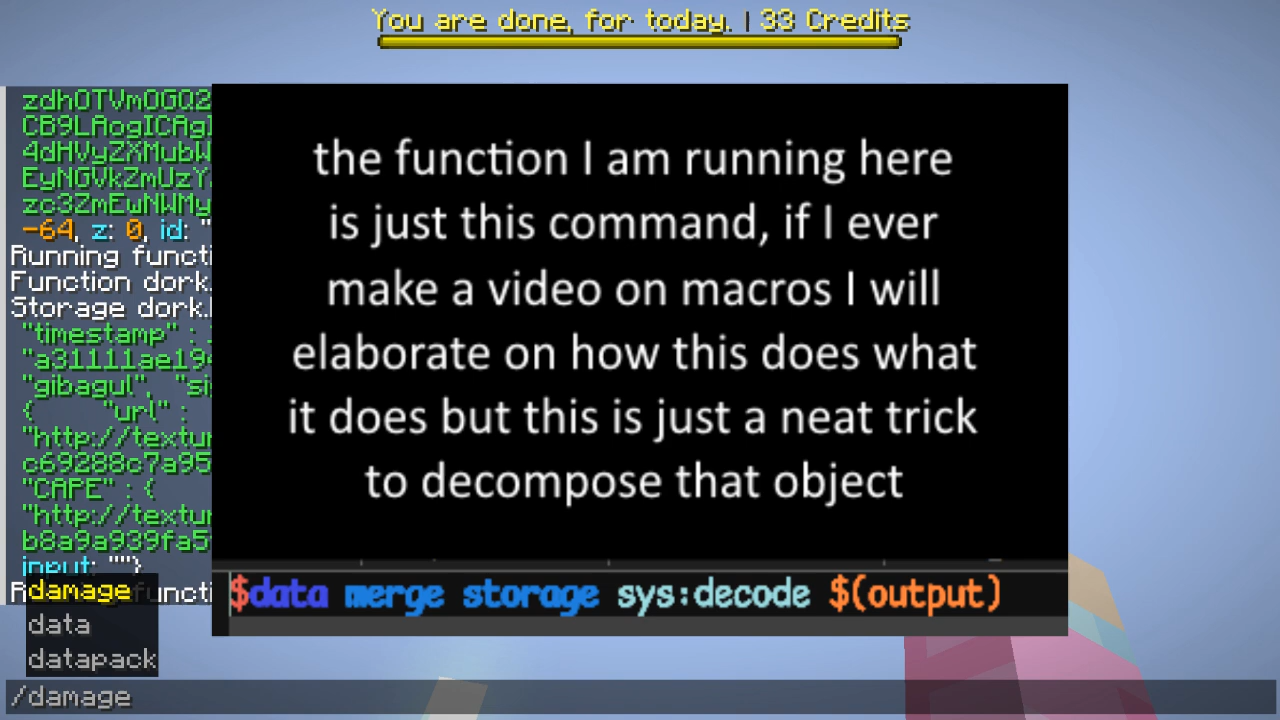 You are done, for today. | 33 Credits
zdh0TVm0GQ2
CB9LAogICAg
4dHVyZXMubW
EyNGVkZmUzY
zc3ZmEwNWMy
-64, z: 0, id: "
Running functi
Function dork.
Storage dork.
"timestamp" :
"a31111ae19
"gibagul", "si
{ "url" :
"http://textur
c69288c7a95
"CAPE" : {
"http://textur
b8a9a939fa5
input: ""}
the function I am running here
is just this command, if I ever
make a video on macros I will
elaborate on how this does what
it does but this is just a neat trick
to decompose that object
$data merge storage sys:decode $(output)
damage
data
datapack
/damage